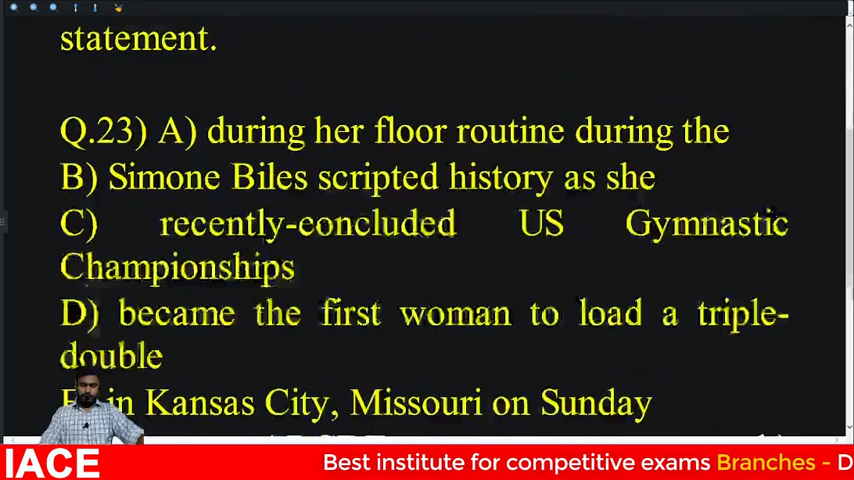 statement.
Q.23) A) during her floor routine during the
B) Simone Biles scripted history as she
C) recently-concluded US Gymnastic
Championships
D) became the first woman to load a triple-
double
in Kansas City, Missouri on Sunday
IACE
Best institute for competitive exams Branches - D